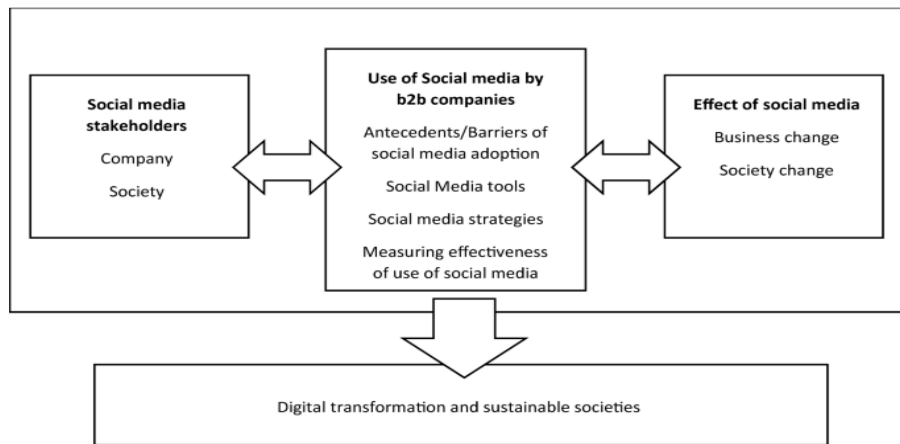 Social media
stakeholders
Company
Society
Use of Social media by
b2b companies
Antecedents/Barriers of
social media adoption
Social Media tools
Social media strategies
Measuring effectiveness
of use of social media
Effect of social media
Business change
Society change
Digital transformation and sustainable societies